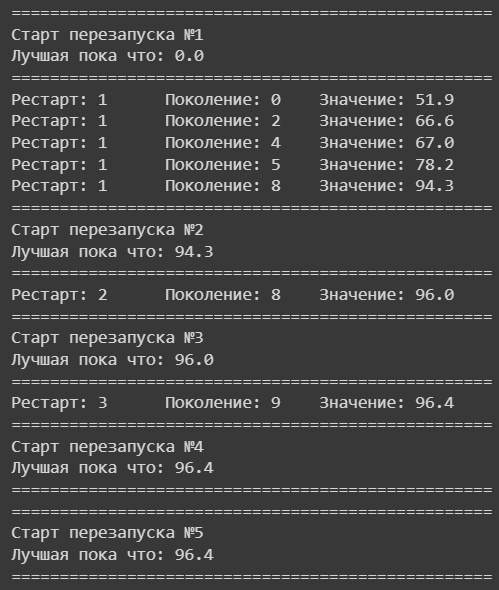 ==================================================
Старт перезапуска №1
Лучшая пока что: 0.0
==================================================
Рестарт: 1      Поколение: 0    Значение: 51.9
Рестарт: 1      Поколение: 2    Значение: 66.6
Рестарт: 1      Поколение: 4    Значение: 67.0
Рестарт: 1      Поколение: 5    Значение: 78.2
Рестарт: 1      Поколение: 8    Значение: 94.3
==================================================
Старт перезапуска №2
Лучшая пока что: 94.3
==================================================
Рестарт: 2      Поколение: 8    Значение: 96.0
==================================================
Старт перезапуска №3
Лучшая пока что: 96.0
==================================================
Рестарт: 3      Поколение: 9    Значение: 96.4
==================================================
Старт перезапуска №4
Лучшая пока что: 96.4
==================================================
==================================================
Старт перезапуска №5
Лучшая пока что: 96.4
==================================================